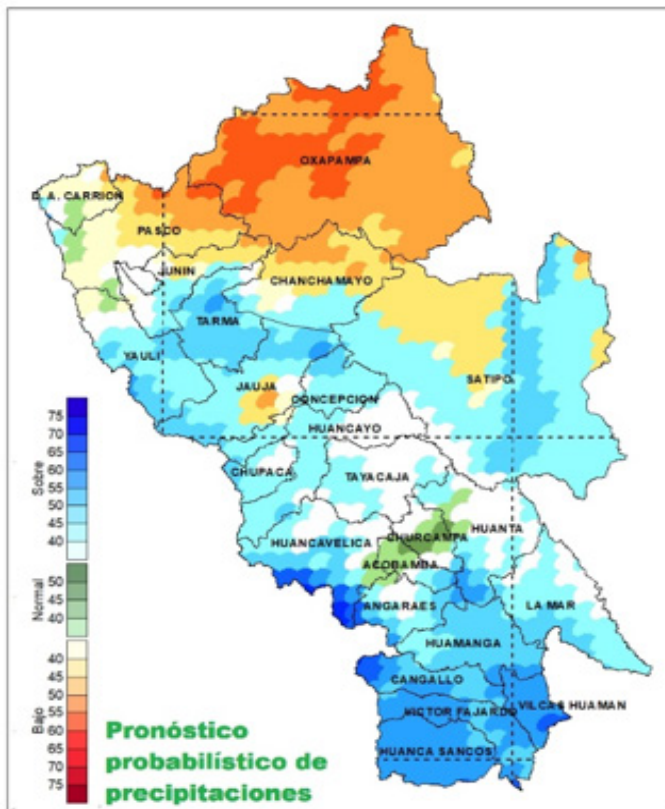 OXAPAMPA
D. A. CARRION
PASCO
JUNIN
CHANCHAMAYO
TARMA
YAULI
SATIPO
JAUJA
CONCEPCION
HUANCAYO
CHUPACA
TAYACAJA
HUANTA
CHURCAMPA
HUANCAVELICA
ACOBAMBA
ANGARAES
LA MAR
HUAMANGA
CANGALLO
VILCAS HUAMAN
VICTOR FAJARDO
HUANCA SANCOS
Sobre
75
70
65
60
55
50
45
40
Normal
50
45
40
Bajo
40
45
50
55
60
65
70
75
Pronóstico
probabilístico de
precipitaciones